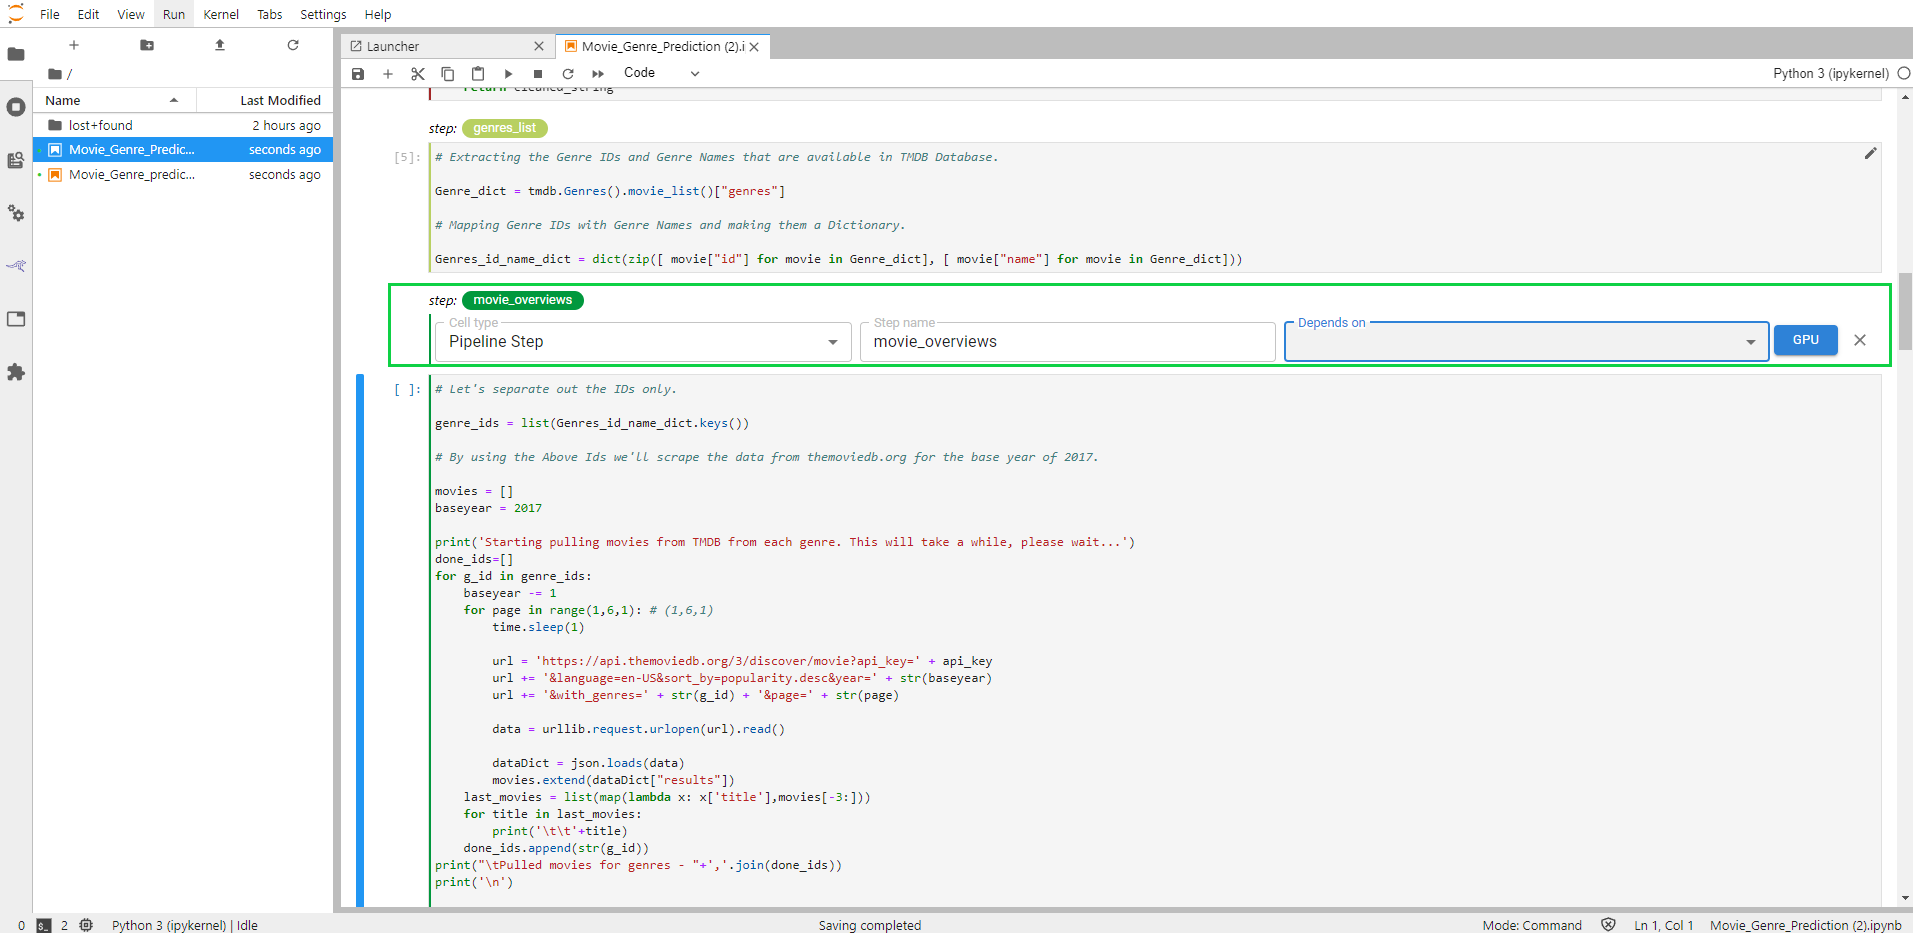 File Edit View Run Kernel Tabs Settings Help
Launcher
Movie_Genre_Prediction (2).i
Code
Python 3 (ipykernel)
/
Name
Last Modified
lost+found 2 hours ago
Movie_Genre_Predic... seconds ago
Movie_Genre_predic... seconds ago
return cleaned_string
step: genres_list
[5]: # Extracting the Genre IDs and Genre Names that are available in TMDB Database.
Genre_dict = tmdb.Genres().movie_list()["genres"]
# Mapping Genre IDs with Genre Names and making them a Dictionary.
Genres_id_name_dict = dict(zip([ movie["id"] for movie in Genre_dict], [ movie["name"] for movie in Genre_dict]))
step: movie_overviews
Cell type Step name Depends on
Pipeline Step movie_overviews GPU
[ ]: # Let's separate out the IDs only.
genre_ids = list(Genres_id_name_dict.keys())
# By using the Above Ids we'll scrape the data from themoviedb.org for the base year of 2017.
movies = []
baseyear = 2017
print('Starting pulling movies from TMDB from each genre. This will take a while, please wait...')
done_ids=[]
for g_id in genre_ids:
    baseyear -= 1
    for page in range(1,6,1): # (1,6,1)
        time.sleep(1)
        url = 'https://api.themoviedb.org/3/discover/movie?api_key=' + api_key
        url += '&language=en-US&sort_by=popularity.desc&year=' + str(baseyear)
        url += '&with_genres=' + str(g_id) + '&page=' + str(page)
        data = urllib.request.urlopen(url).read()
        dataDict = json.loads(data)
        movies.extend(dataDict["results"])
    last_movies = list(map(lambda x: x['title'],movies[-3:]))
    for title in last_movies:
        print('\t\t'+title)
    done_ids.append(str(g_id))
print("\tPulled movies for genres - "+','.join(done_ids))
print('\n')
0 $_ 2 Python 3 (ipykernel) | Idle
Saving completed
Mode: Command Ln 1, Col 1 Movie_Genre_Prediction (2).ipynb